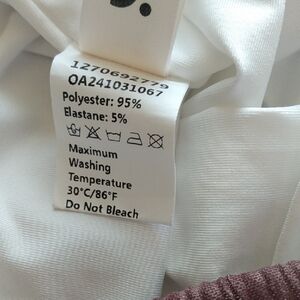 1270692779
OA241031067
Polyester: 95%
Elastane: 5%
Maximum
Washing
Temperature
30°C/86°F
Do Not Bleach